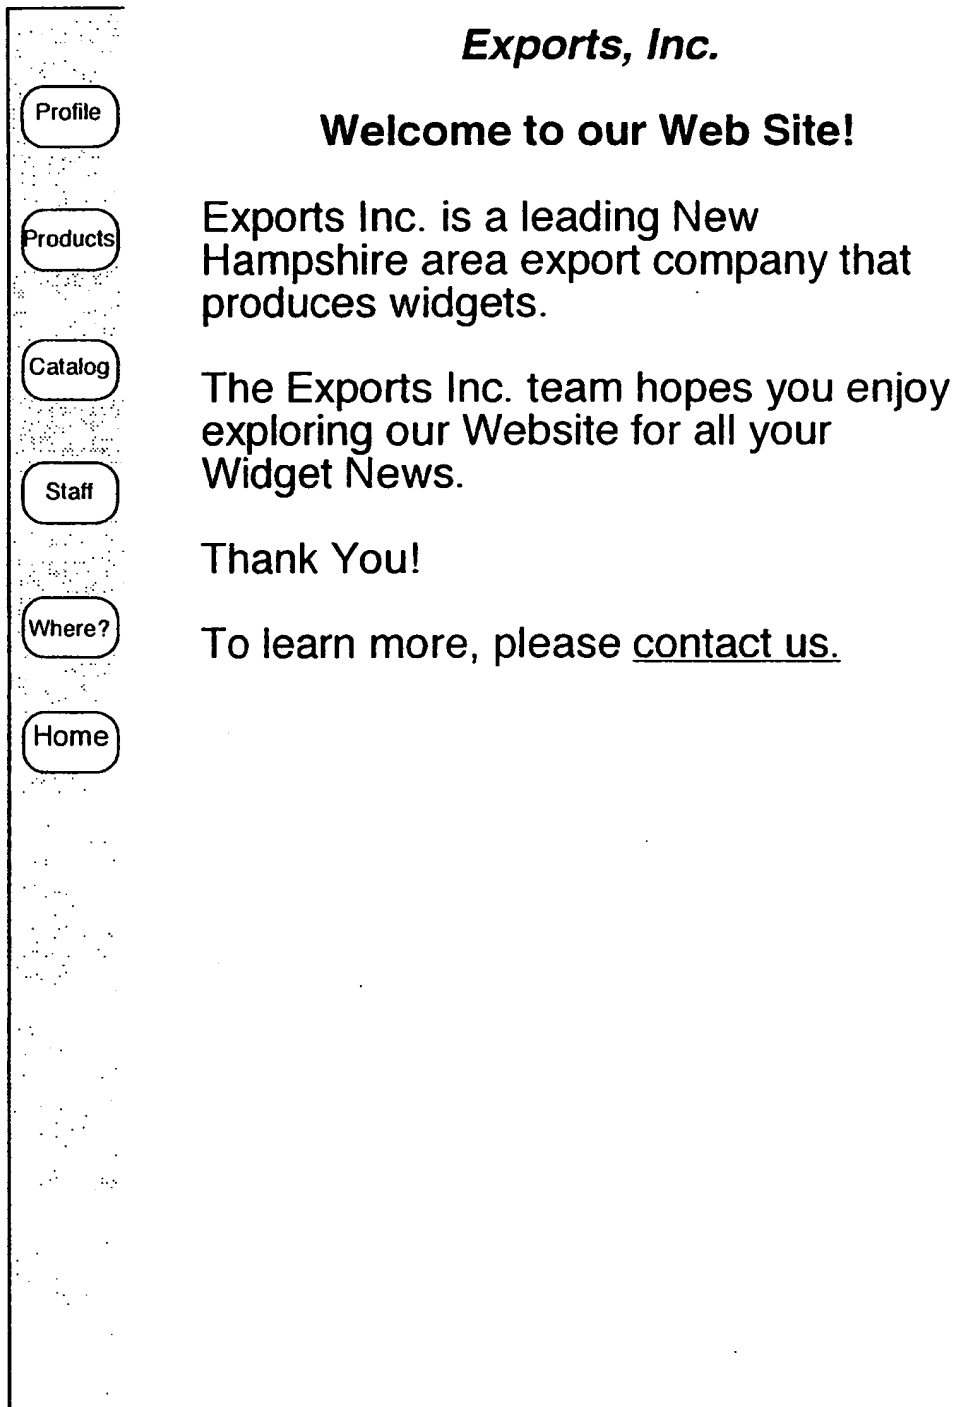 Exports, Inc.
Welcome to our Web Site!
Profile
Products
Catalog
Staff
Where?
Home
Exports Inc. is a leading New
Hampshire area export company that
produces widgets.
The Exports Inc. team hopes you enjoy
exploring our Website for all your
Widget News.
Thank You!
To learn more, please contact us.